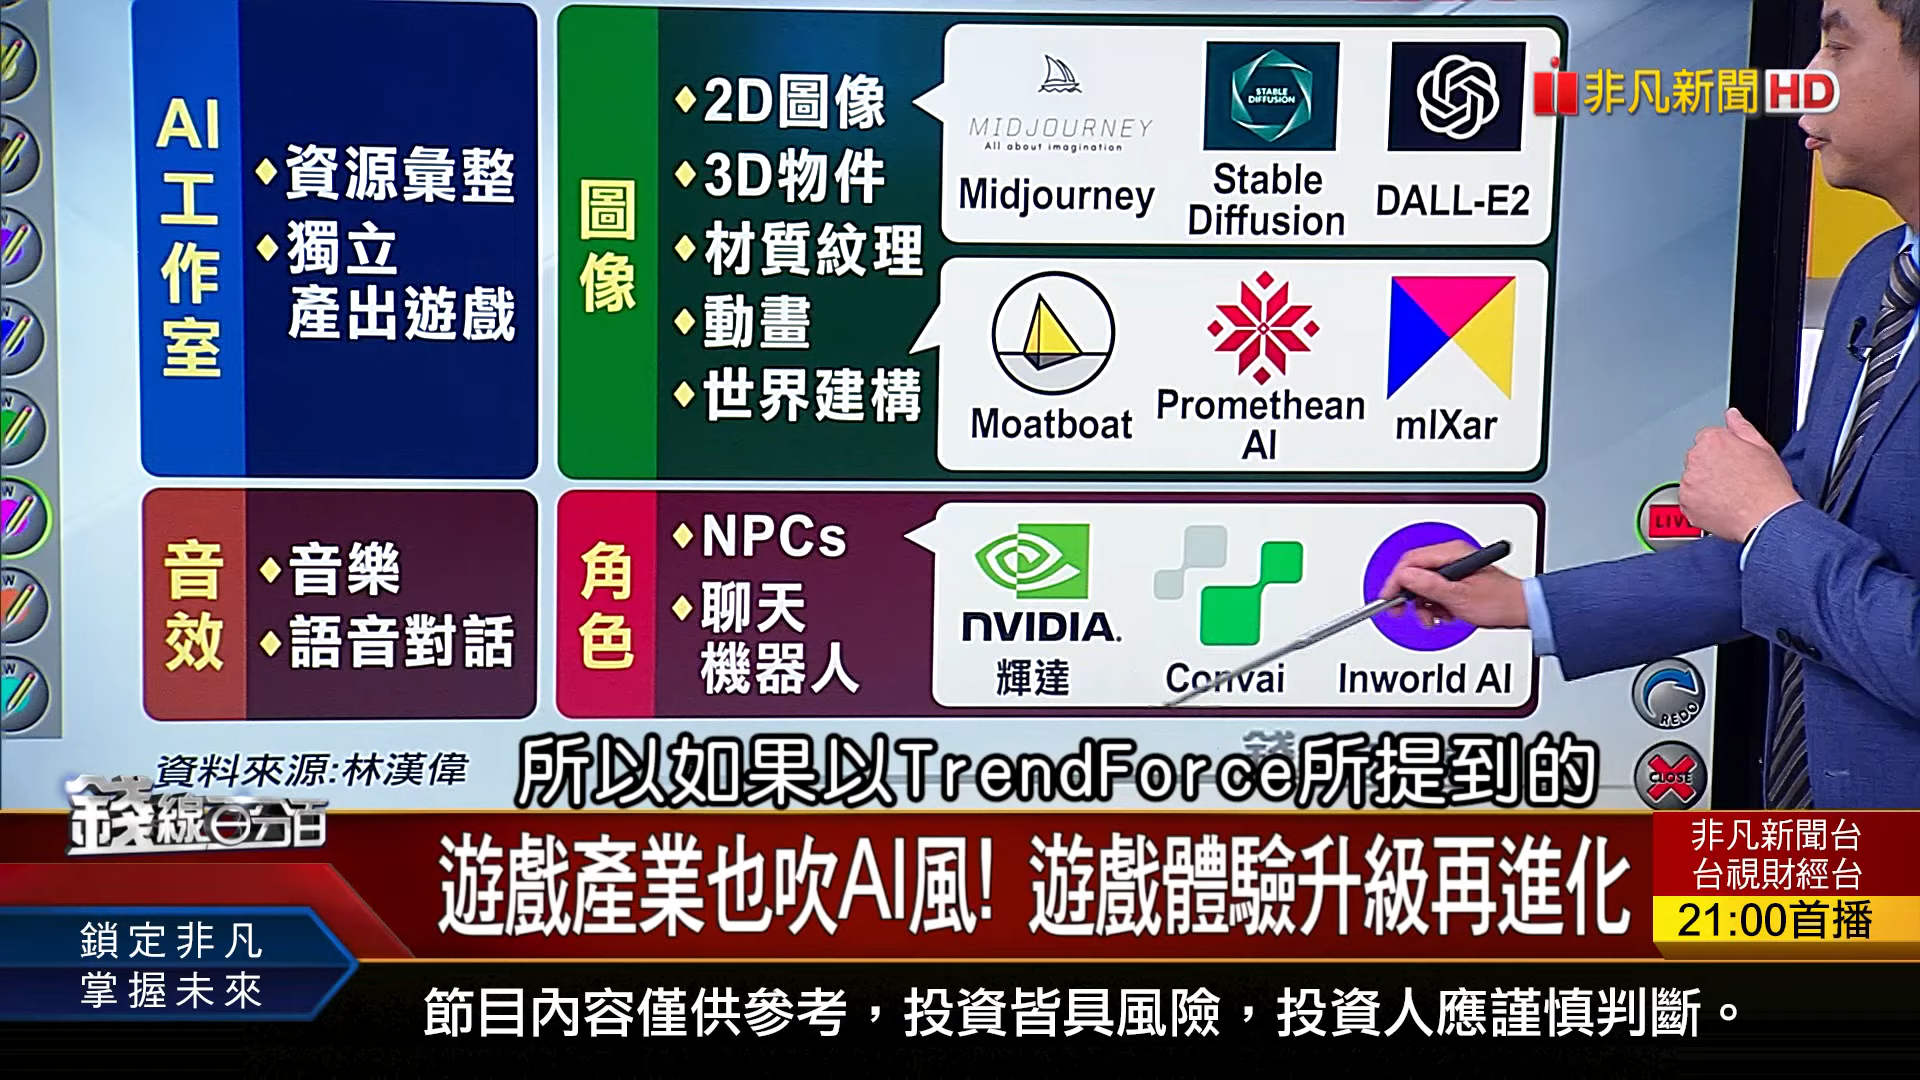 AI工作室
資源彙整
獨立
產出遊戲
圖像
2D圖像
3D物件
材質紋理
動畫
世界建構
MIDJOURNEY
All about imagination
Midjourney
STABLE
DIFFUSION
Stable
Diffusion
DALL-E2
非凡新聞HD
Moatboat
Promethean
AI
mlXar
音效
音樂
語音對話
角色
NPCs
聊天
機器人
NVIDIA.
輝達
Convai
Inworld AI
LIVE
REDO
CLOSE
資料來源:林漢偉
所以如果以TrendForce所提到的
錢線百分百
遊戲產業也吹AI風! 遊戲體驗升級再進化
非凡新聞台
台視財經台
21:00首播
鎖定非凡
掌握未來
節目內容僅供參考，投資皆具風險，投資人應謹慎判斷。